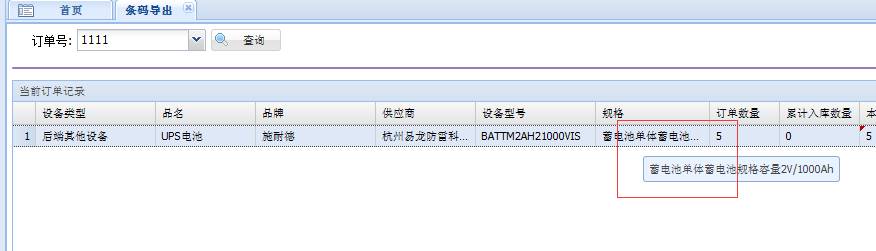 首页 条码导出
订单号: 1111 查询
当前订单记录
设备类型 品名 品牌 供应商 设备型号 规格 订单数量 累计入库数量 本
1 后端其他设备 UPS电池 施耐德 杭州易龙防雷科... BATTM2AH21000VIS 蓄电池单体蓄电池... 5 0 5
蓄电池单体蓄电池规格容量2V/1000Ah